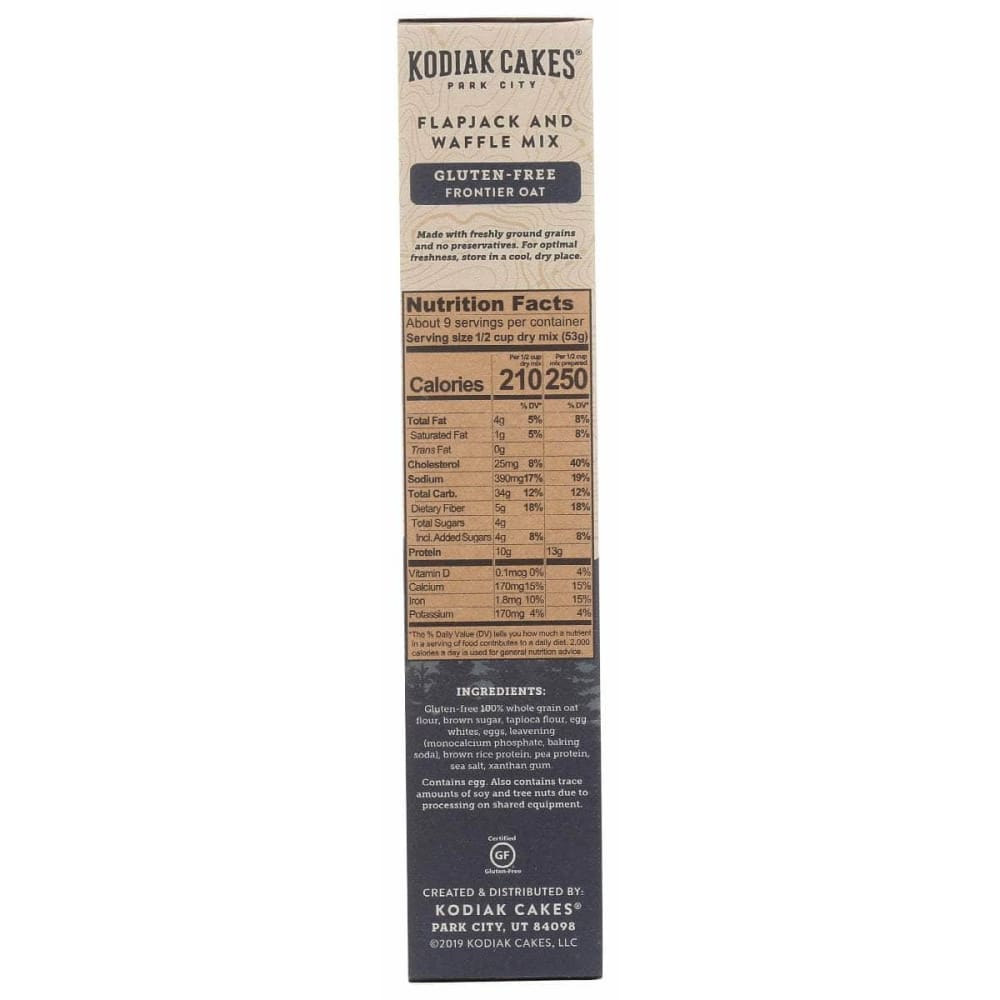 KODIAK CAKES®
PARK CITY
FLAPJACK AND
WAFFLE MIX
GLUTEN-FREE
FRONTIER OAT
Made with freshly ground grains
and no preservatives. For optimal
freshness, store in a cool, dry place.
Nutrition Facts
About 9 servings per container
Serving size 1/2 cup dry mix (53g)
Per 1/2 cup Per 1/2 cup
dry mix mix prepared
Calories 210 250
% DV* % DV*
Total Fat 4g 5% 8%
Saturated Fat 1g 5% 8%
Trans Fat 0g
Cholesterol 25mg 8% 40%
Sodium 390mg 17% 19%
Total Carb. 34g 12% 12%
Dietary Fiber 5g 18% 18%
Total Sugars 4g
Incl. Added Sugars 4g 8% 8%
Protein 10g 13g
Vitamin D 0.1mcg 0% 4%
Calcium 170mg 15% 15%
Iron 1.8mg 10% 15%
Potassium 170mg 4% 4%
*The % Daily Value (DV) tells you how much a nutrient
in a serving of food contributes to a daily diet. 2,000
calories a day is used for general nutrition advice.
INGREDIENTS:
Gluten-free 100% whole grain oat
flour, brown sugar, tapioca flour, egg
whites, eggs, leavening
(monocalcium phosphate, baking
soda), brown rice protein, pea protein,
sea salt, xanthan gum.
Contains egg. Also contains trace
amounts of soy and tree nuts due to
processing on shared equipment.
Certified
GF
Gluten-Free
CREATED & DISTRIBUTED BY:
KODIAK CAKES®
PARK CITY, UT 84098
©2019 KODIAK CAKES, LLC